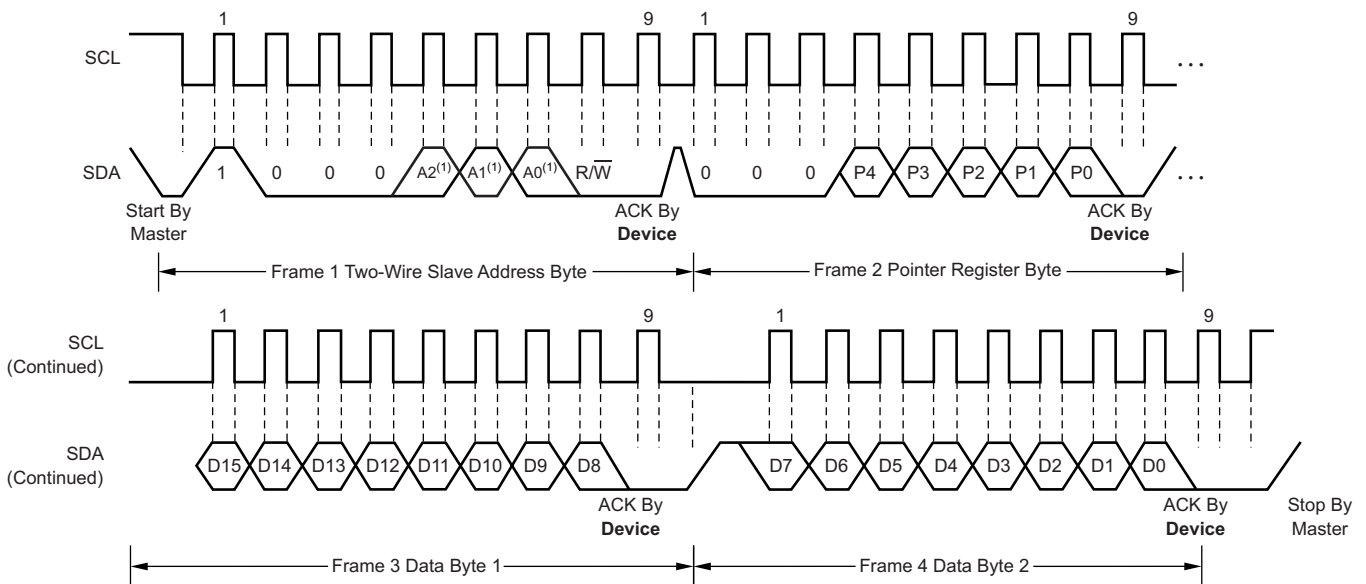 1 9 1 9
SCL
...
SDA
1 0 0 0 A2(1) A1(1) A0(1) R/W̅ 0 0 0 P4 P3 P2 P1 P0
...
Start By
Master
ACK By
Device
ACK By
Device
Frame 1 Two-Wire Slave Address Byte
Frame 2 Pointer Register Byte
1 9 1 9
SCL
(Continued)
SDA
(Continued)
D15 D14 D13 D12 D11 D10 D9 D8 D7 D6 D5 D4 D3 D2 D1 D0
ACK By
Device
ACK By
Device
Stop By
Master
Frame 3 Data Byte 1
Frame 4 Data Byte 2